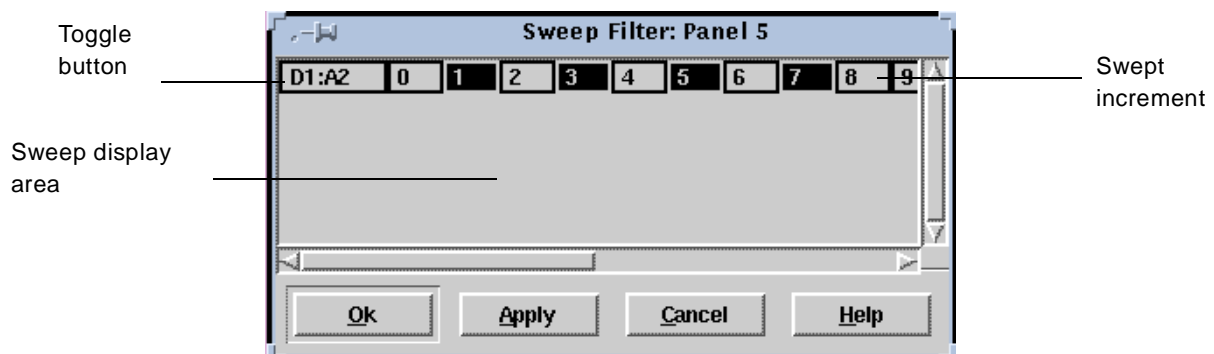 Toggle
button
Sweep Filter: Panel 5
D1:A2 0 1 2 3 4 5 6 7 8 9
Swept
increment
Sweep display
area
Ok Apply Cancel Help